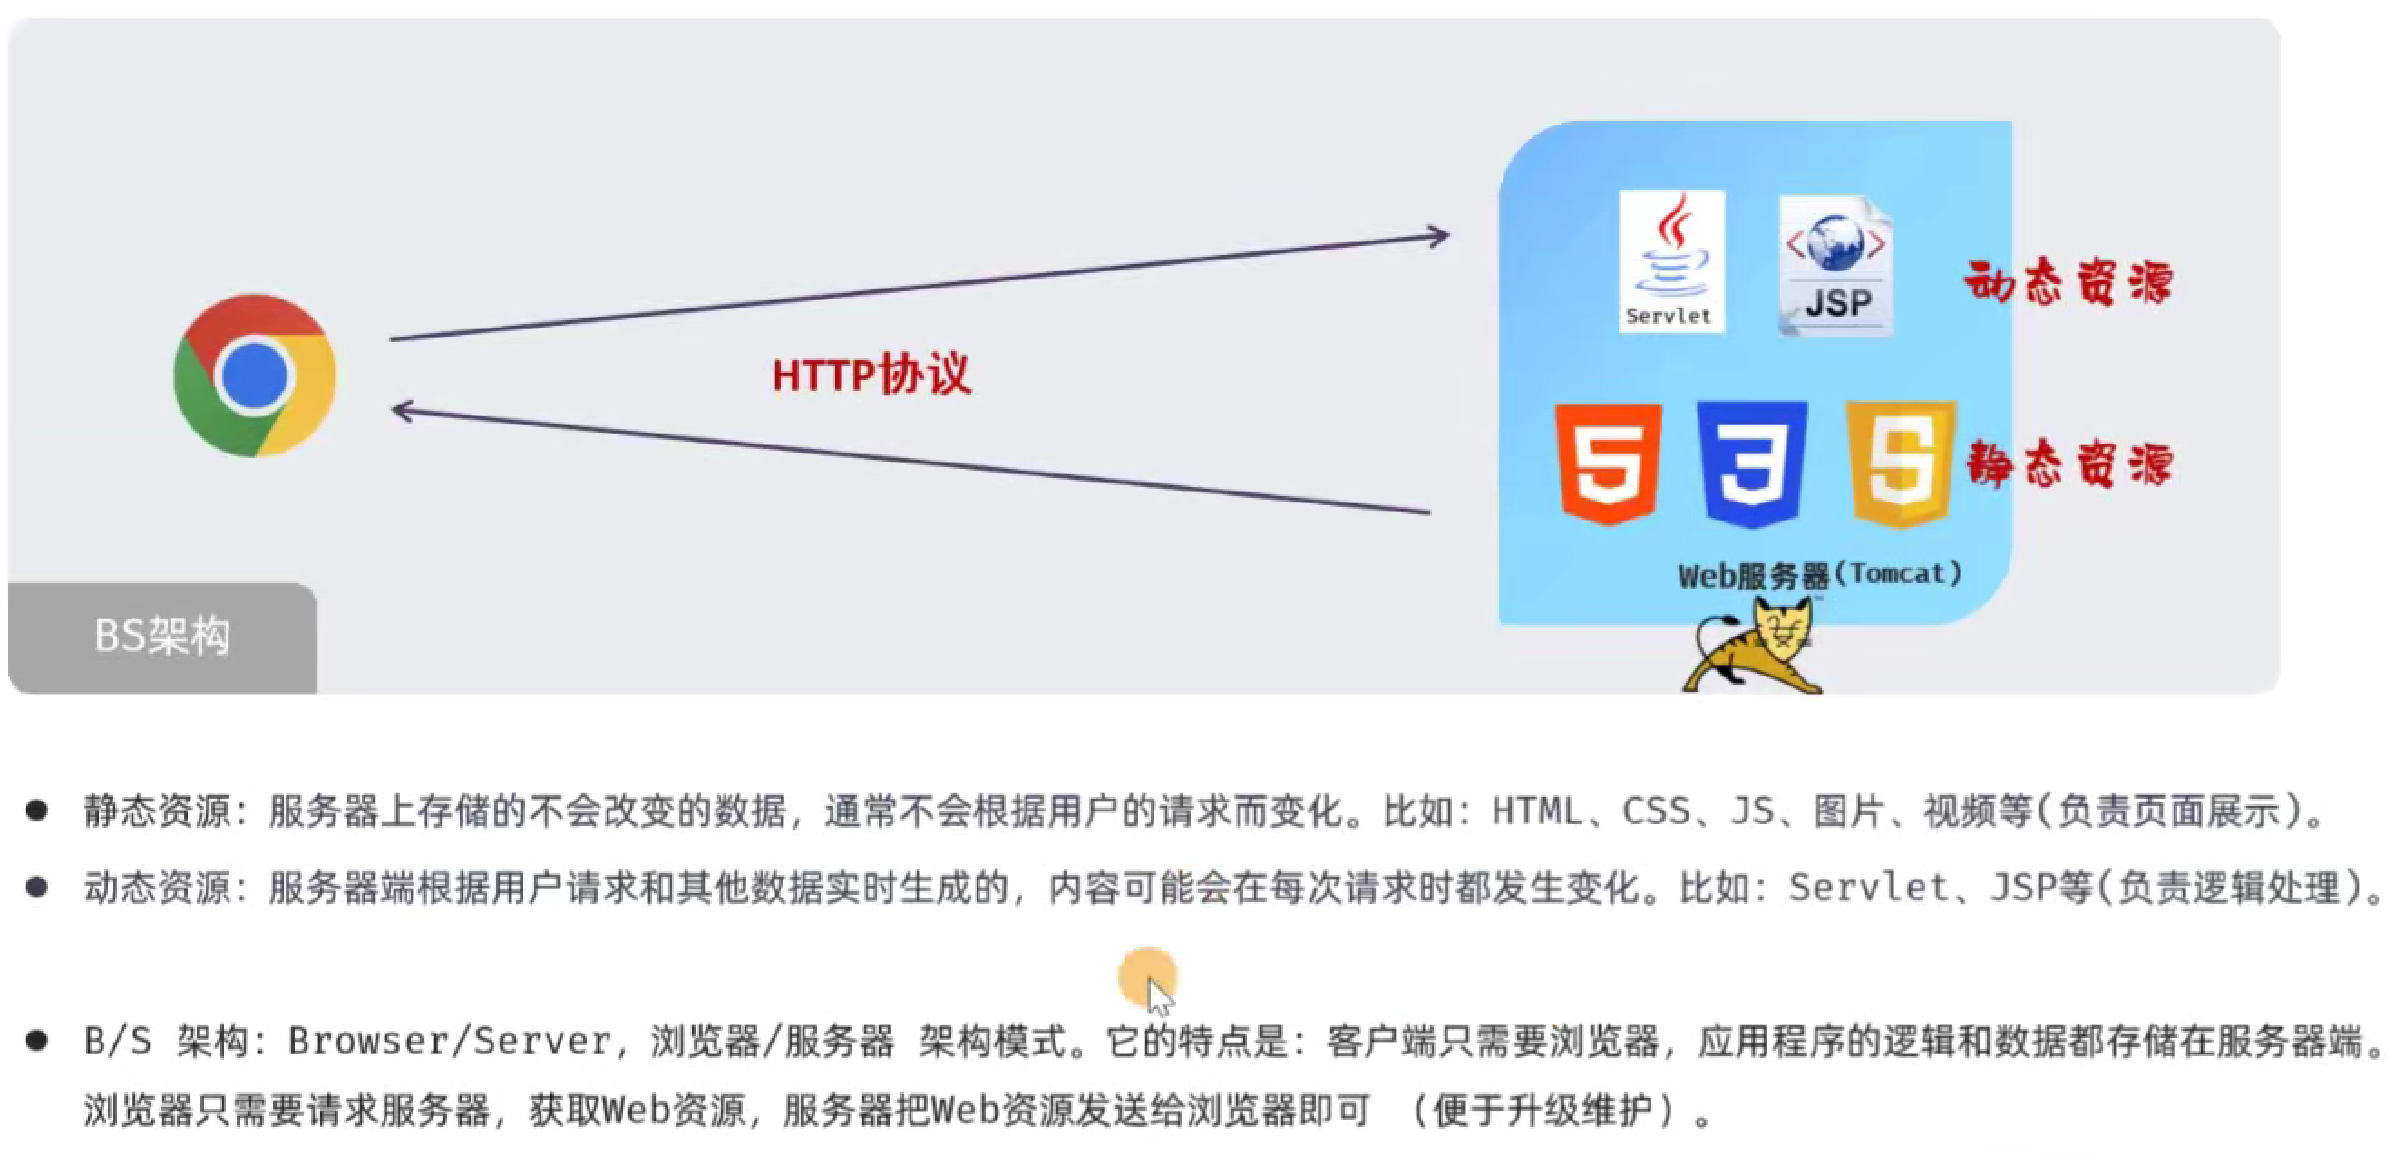 Servlet
JSP
动态资源
HTTP协议
5
3
S
静态资源
Web服务器(Tomcat)
BS架构
静态资源：服务器上存储的不会改变的数据，通常不会根据用户的请求而变化。比如：HTML、CSS、JS、图片、视频等(负责页面展示)。
动态资源：服务器端根据用户请求和其他数据实时生成的，内容可能会在每次请求时都发生变化。比如：Servlet、JSP等(负责逻辑处理)。
B/S 架构：Browser/Server，浏览器/服务器 架构模式。它的特点是：客户端只需要浏览器，应用程序的逻辑和数据都存储在服务器端。
浏览器只需要请求服务器，获取Web资源，服务器把Web资源发送给浏览器即可 （便于升级维护）。